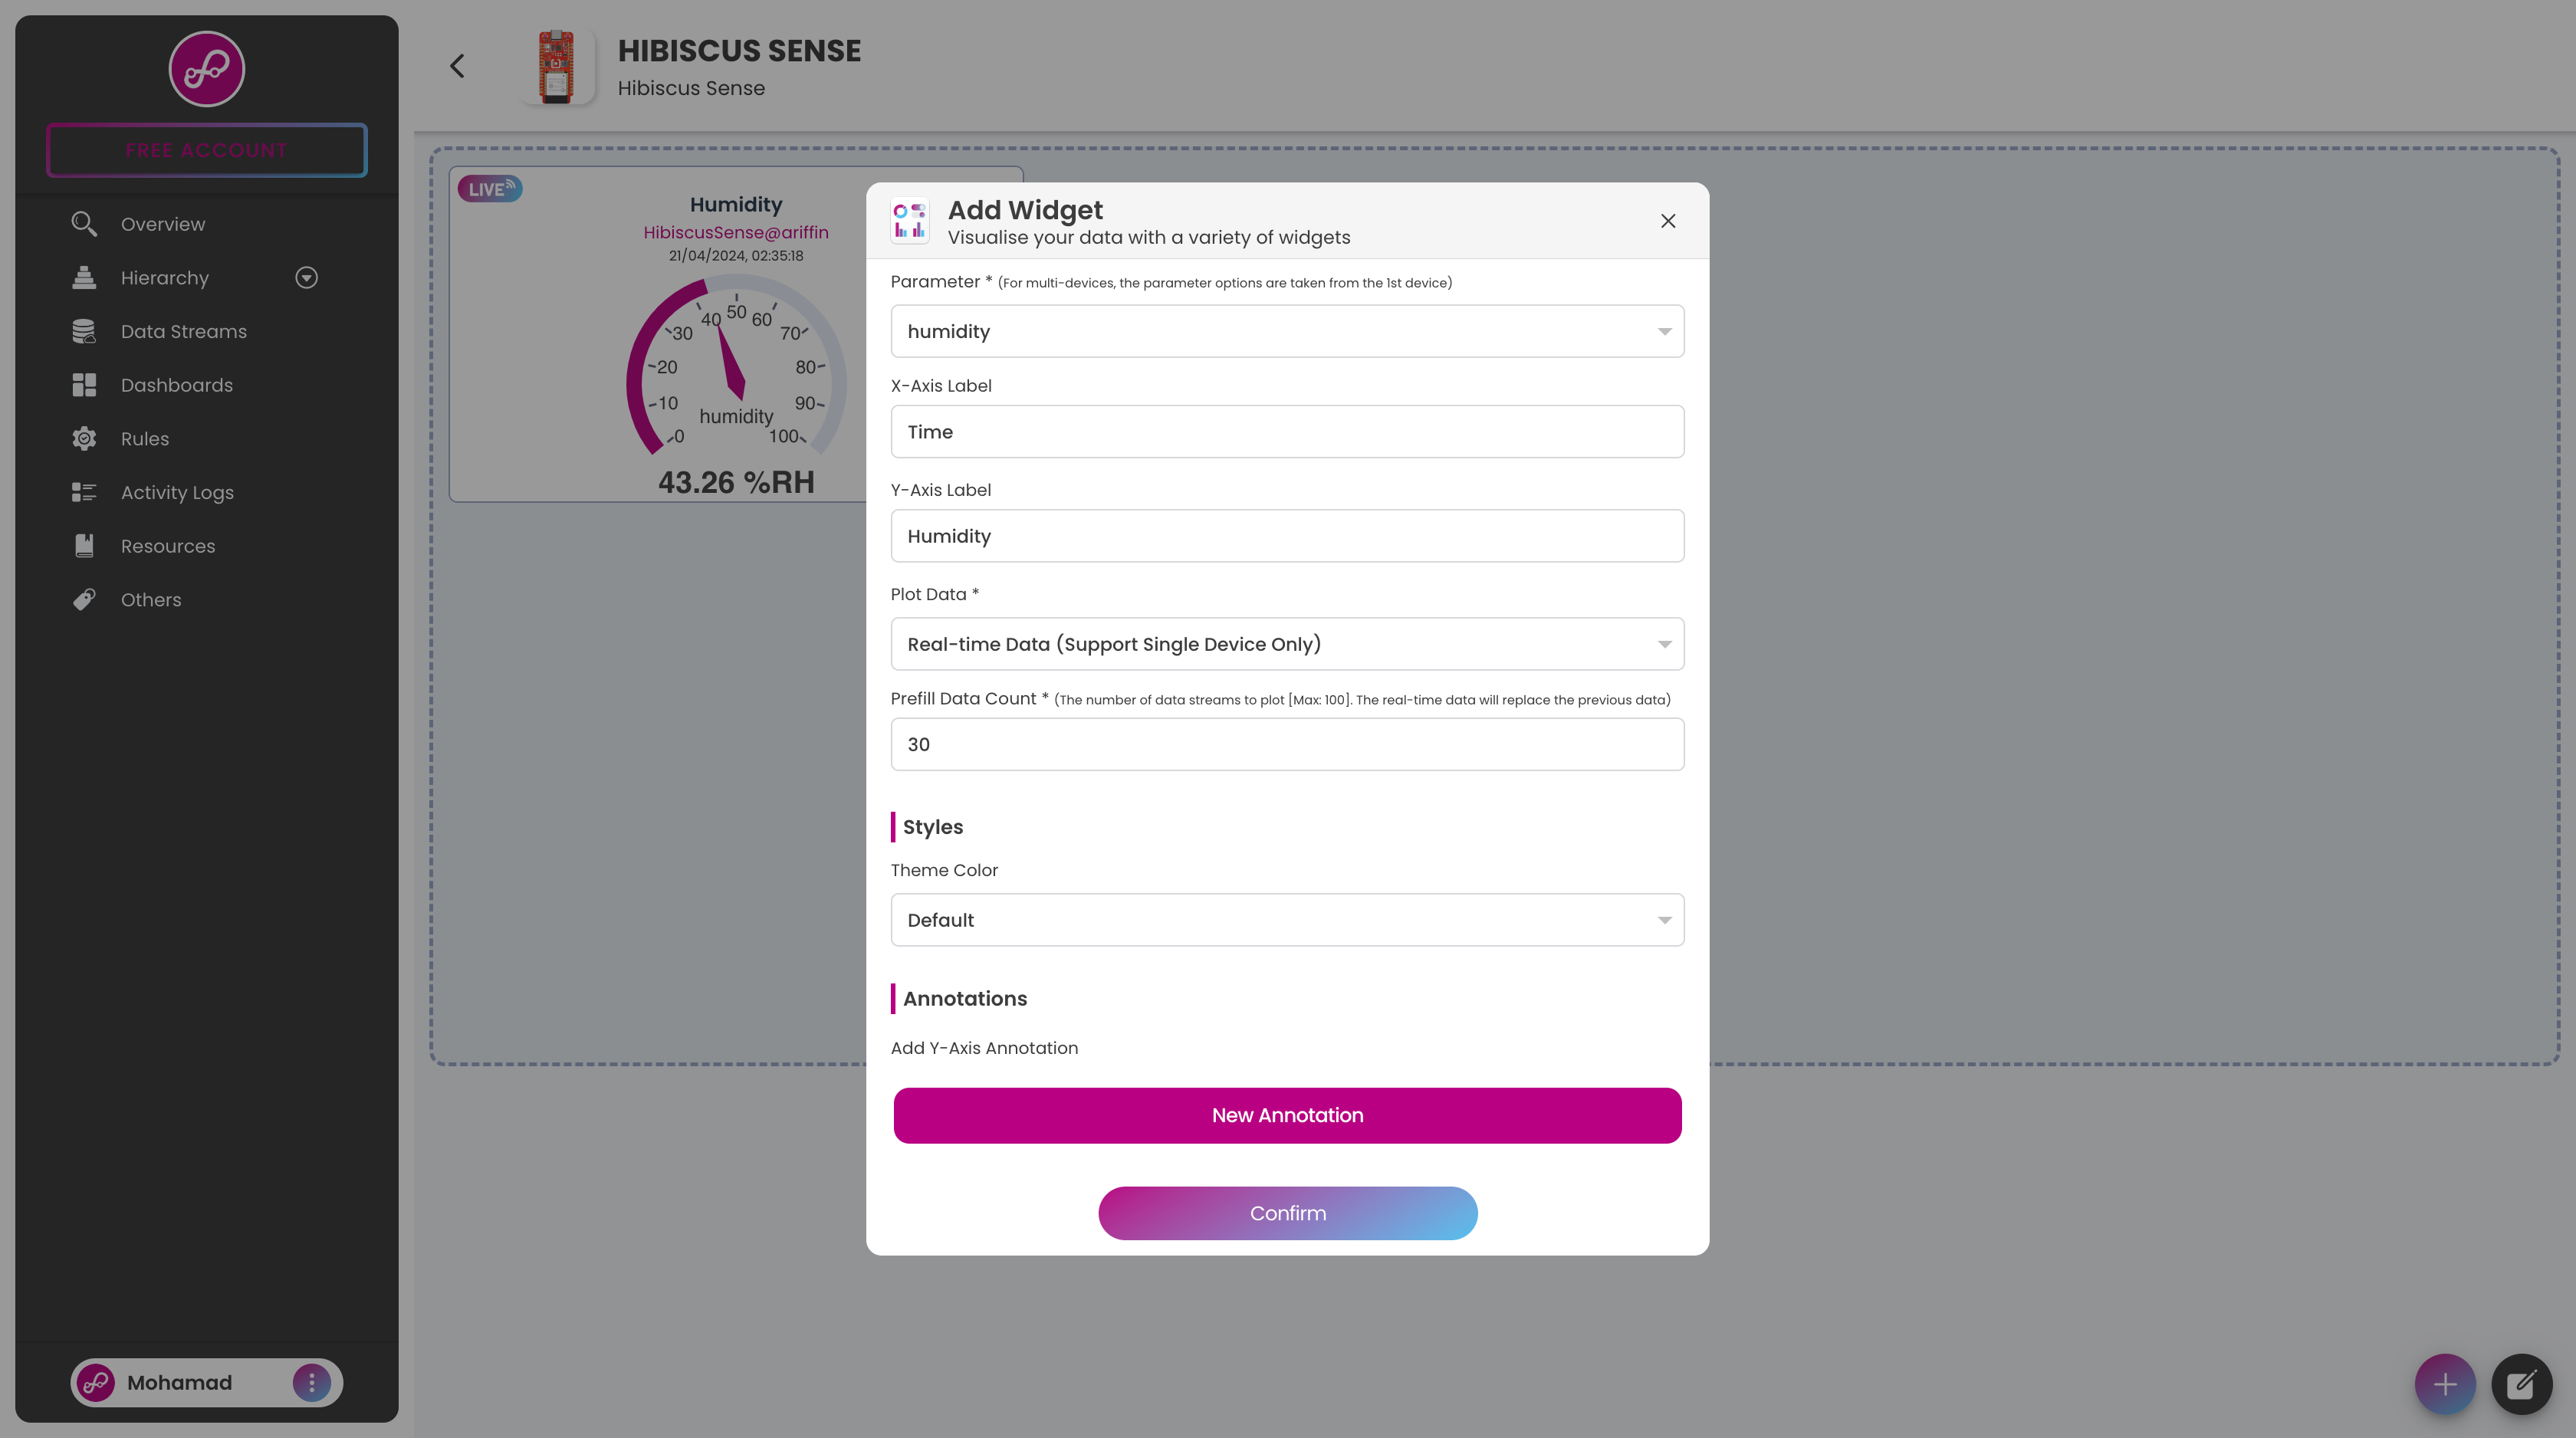 FREE ACCOUNT
Overview
Hierarchy
Data Streams
Dashboards
Rules
Activity Logs
Resources
Others
Mohamad
HIBISCUS SENSE
Hibiscus Sense
LIVE
Humidity
HibiscusSense@ariffin
21/04/2024, 02:35:18
0
10
20
30
40
50
60
70
80
90
100
humidity
43.26 %RH
Add Widget
Visualise your data with a variety of widgets
Parameter * (For multi-devices, the parameter options are taken from the 1st device)
humidity
X-Axis Label
Time
Y-Axis Label
Humidity
Plot Data *
Real-time Data (Support Single Device Only)
Prefill Data Count * (The number of data streams to plot [Max: 100]. The real-time data will replace the previous data)
30
Styles
Theme Color
Default
Annotations
Add Y-Axis Annotation
New Annotation
Confirm